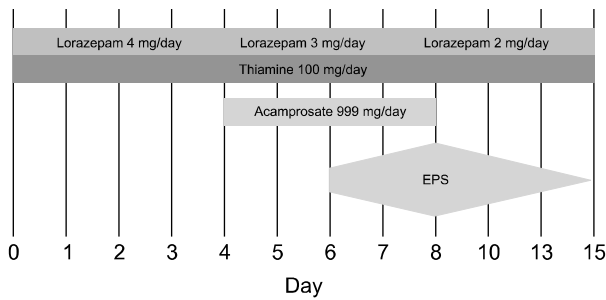 Lorazepam 4 mg/day Lorazepam 3 mg/day Lorazepam 2 mg/day
Thiamine 100 mg/day
Acamprosate 999 mg/day
EPS
0 1 2 3 4 5 6 7 8 10 13 15
Day